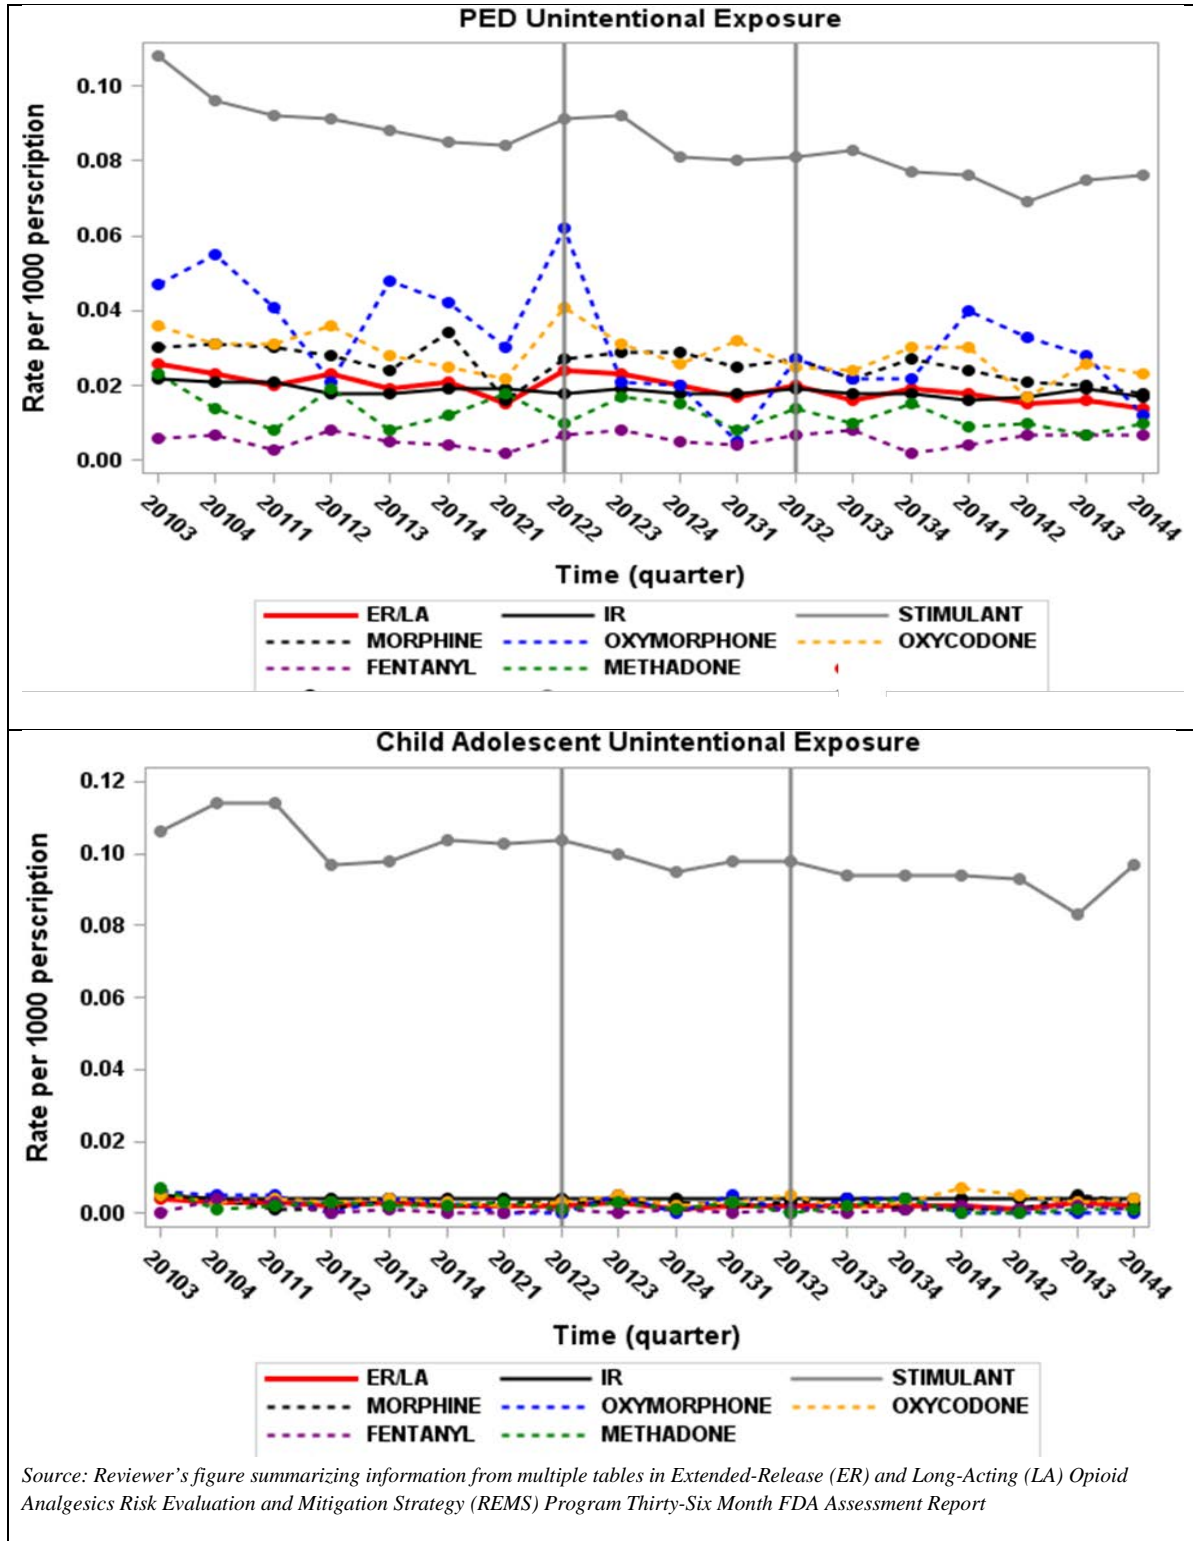 PED Unintentional Exposure
Rate per 1000 perscription
0.10
0.08
0.06
0.04
0.02
0.00
20103 20104 20111 20112 20113 20114 20121 20122 20123 20124 20131 20132 20133 20134 20141 20142 20143 20144
Time (quarter)
ER/LA IR STIMULANT
MORPHINE OXYMORPHONE OXYCODONE
FENTANYL METHADONE
Child Adolescent Unintentional Exposure
Rate per 1000 perscription
0.12
0.10
0.08
0.06
0.04
0.02
0.00
20103 20104 20111 20112 20113 20114 20121 20122 20123 20124 20131 20132 20133 20134 20141 20142 20143 20144
Time (quarter)
ER/LA IR STIMULANT
MORPHINE OXYMORPHONE OXYCODONE
FENTANYL METHADONE
Source: Reviewer's figure summarizing information from multiple tables in Extended-Release (ER) and Long-Acting (LA) Opioid
Analgesics Risk Evaluation and Mitigation Strategy (REMS) Program Thirty-Six Month FDA Assessment Report